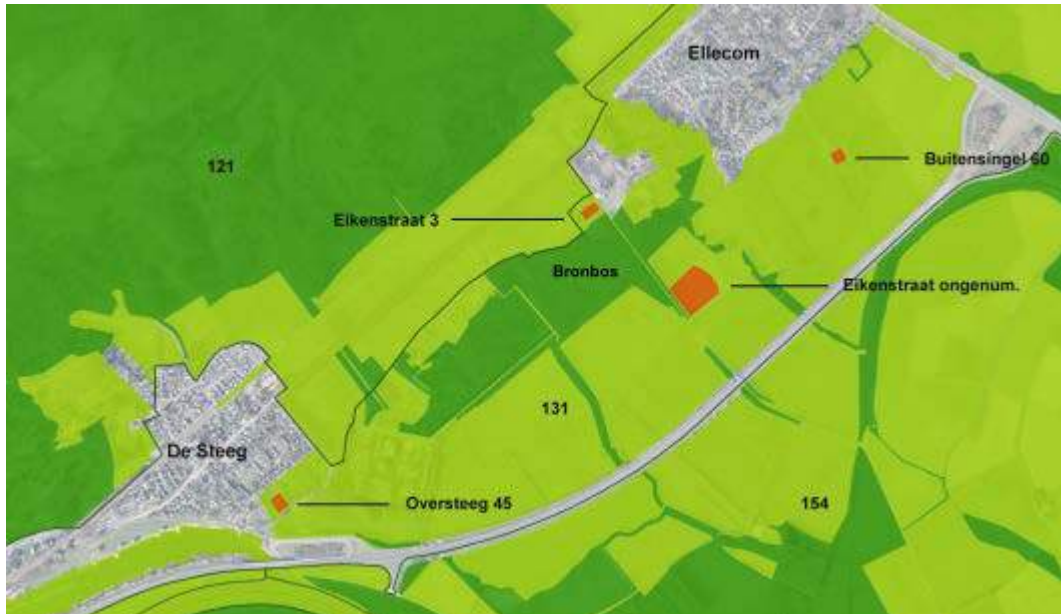 Ellecom
121
Buitensingel 60
Eikenstraat 3
Bronbos
Eikenstraat ongenum.
131
De Steeg
Oversteeg 45
154